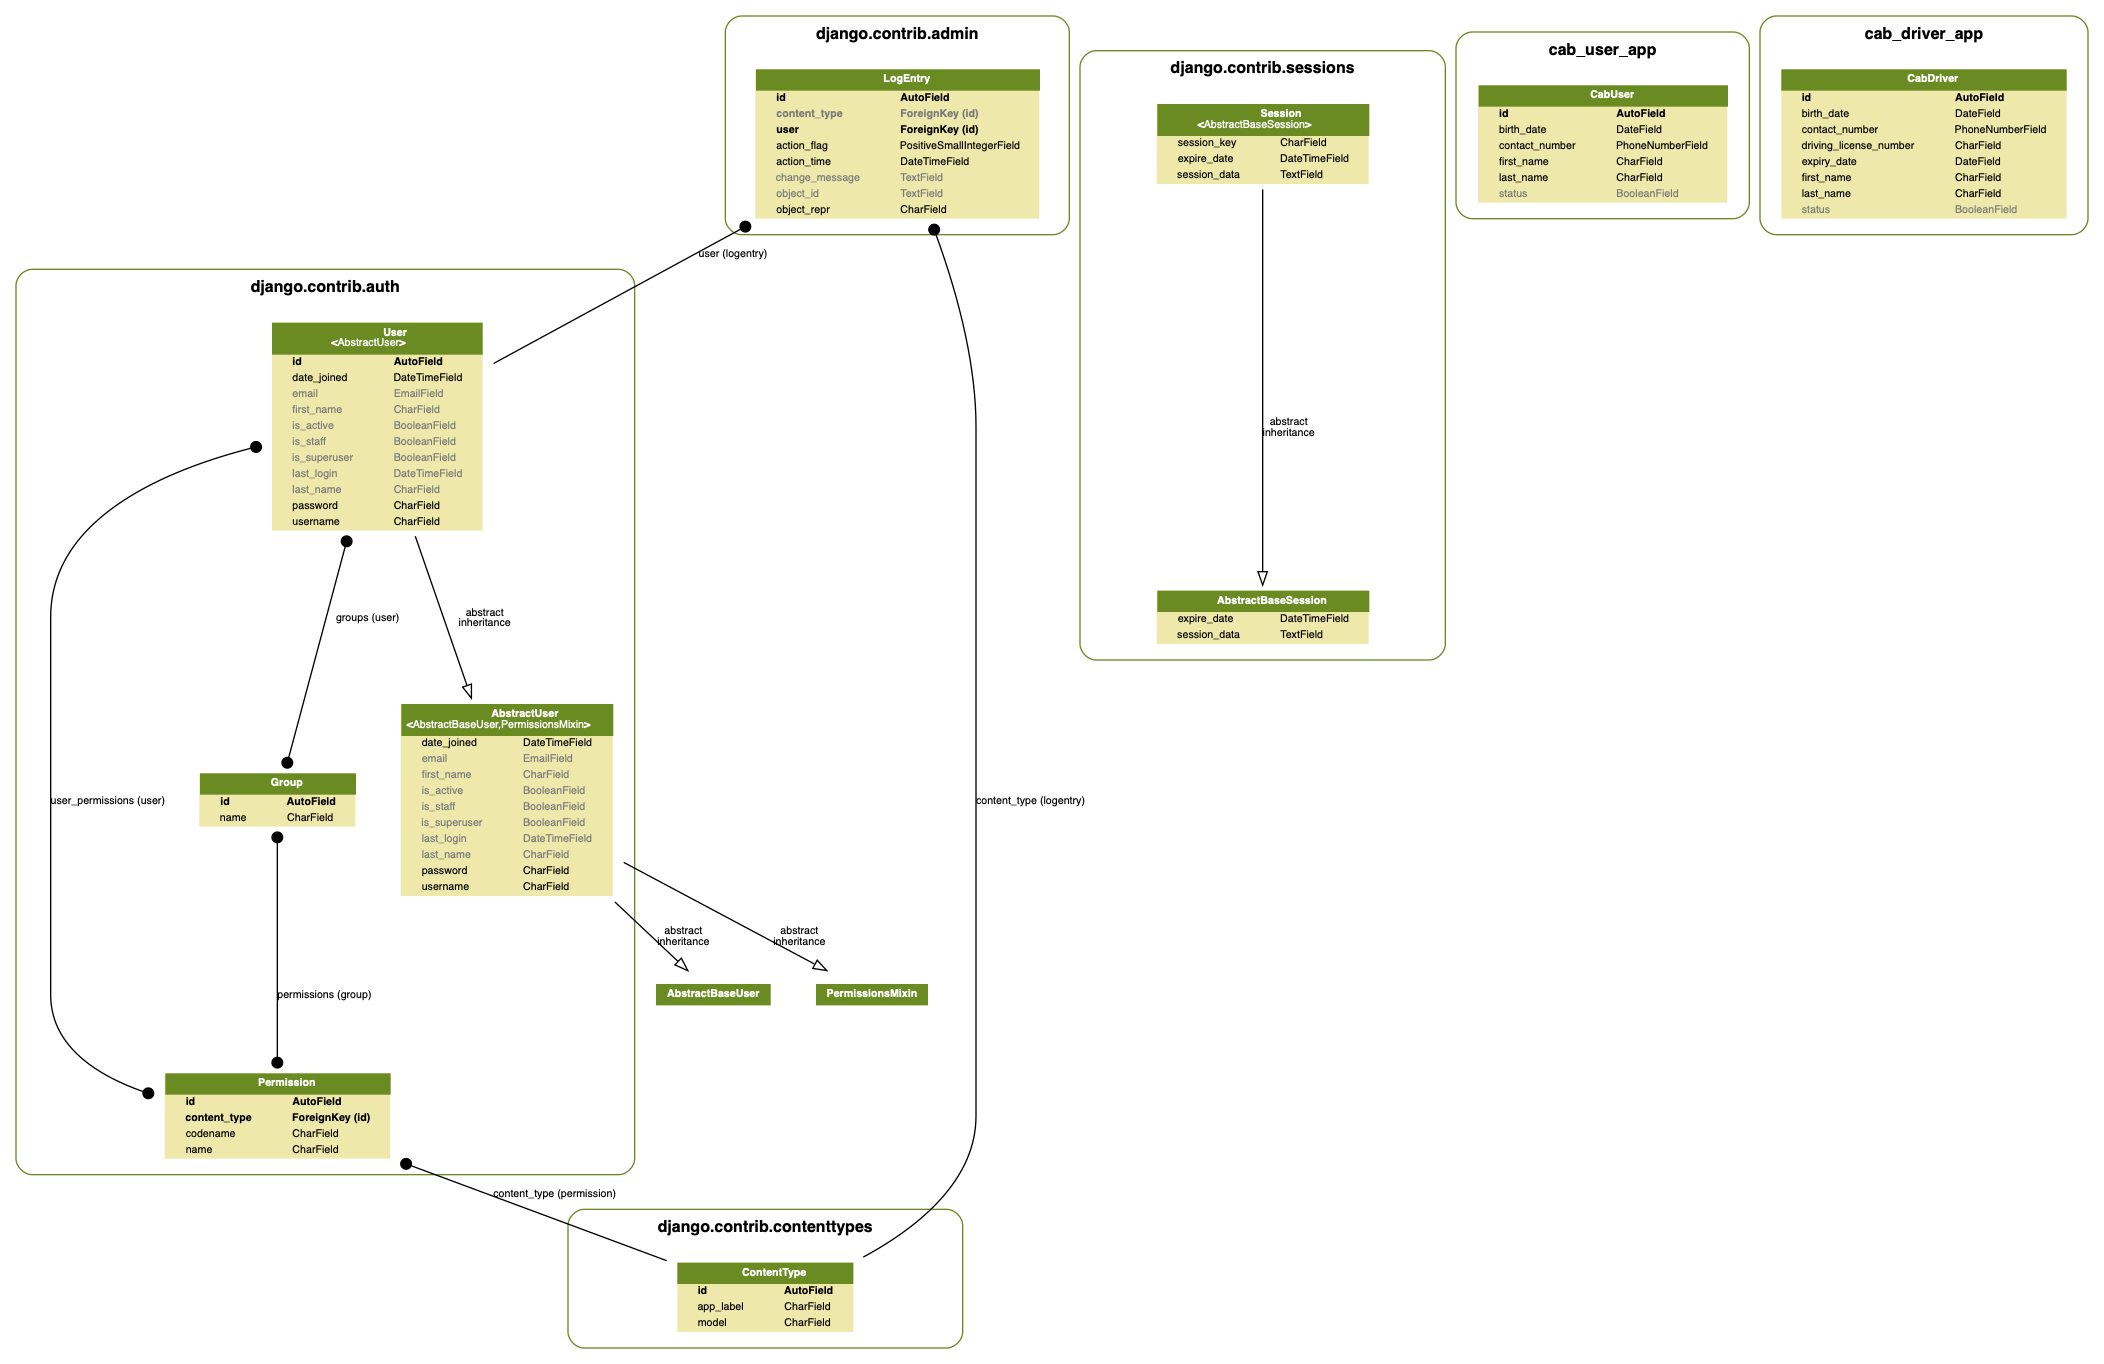 django.contrib.admin
LogEntry
id AutoField
content_type ForeignKey (id)
user ForeignKey (id)
action_flag PositiveSmallIntegerField
action_time DateTimeField
change_message TextField
object_id TextField
object_repr CharField
django.contrib.sessions
Session
<AbstractBaseSession>
session_key CharField
expire_date DateTimeField
session_data TextField
abstract
inheritance
AbstractBaseSession
expire_date DateTimeField
session_data TextField
cab_user_app
CabUser
id AutoField
birth_date DateField
contact_number PhoneNumberField
first_name CharField
last_name CharField
status BooleanField
cab_driver_app
CabDriver
id AutoField
birth_date DateField
contact_number PhoneNumberField
driving_license_number CharField
expiry_date DateField
first_name CharField
last_name CharField
status BooleanField
user (logentry)
django.contrib.auth
User
<AbstractUser>
id AutoField
date_joined DateTimeField
email EmailField
first_name CharField
is_active BooleanField
is_staff BooleanField
is_superuser BooleanField
last_login DateTimeField
last_name CharField
password CharField
username CharField
groups (user)
abstract
inheritance
AbstractUser
<AbstractBaseUser,PermissionsMixin>
date_joined DateTimeField
email EmailField
first_name CharField
is_active BooleanField
is_staff BooleanField
is_superuser BooleanField
last_login DateTimeField
last_name CharField
password CharField
username CharField
Group
id AutoField
name CharField
user_permissions (user)
content_type (logentry)
abstract
inheritance
abstract
inheritance
AbstractBaseUser
PermissionsMixin
permissions (group)
Permission
id AutoField
content_type ForeignKey (id)
codename CharField
name CharField
content_type (permission)
django.contrib.contenttypes
ContentType
id AutoField
app_label CharField
model CharField